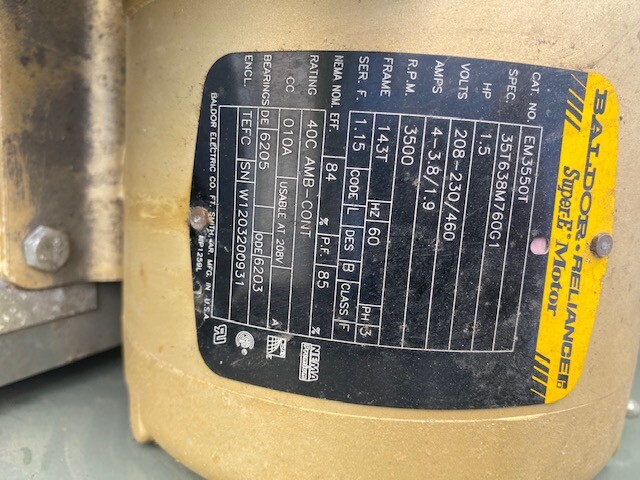 BALDOR • RELIANCER
Super-E Motor
CAT. NO. EM3550T
SPEC. 35T638M760G1
HP 1.5
VOLTS 208-230/460
AMPS 4-3.8/1.9
R.P.M. 3500
FRAME 143T HZ 60 PH 3
SER. F. 1.15 CODE L DES B CLASS F
NEMA NOM. EFF. 84 % P.F. 85 %
RATING 40C AMB-CONT
CC 010A USABLE AT 208V
BEARINGS DE 6205 ODE 6203 A
ENCL. TEFC SN W1203200931
BALDOR ELECTRIC CO. FT. SMITH, AR. MFG. IN U.S.A.
NP1256L
NEMA
Premium